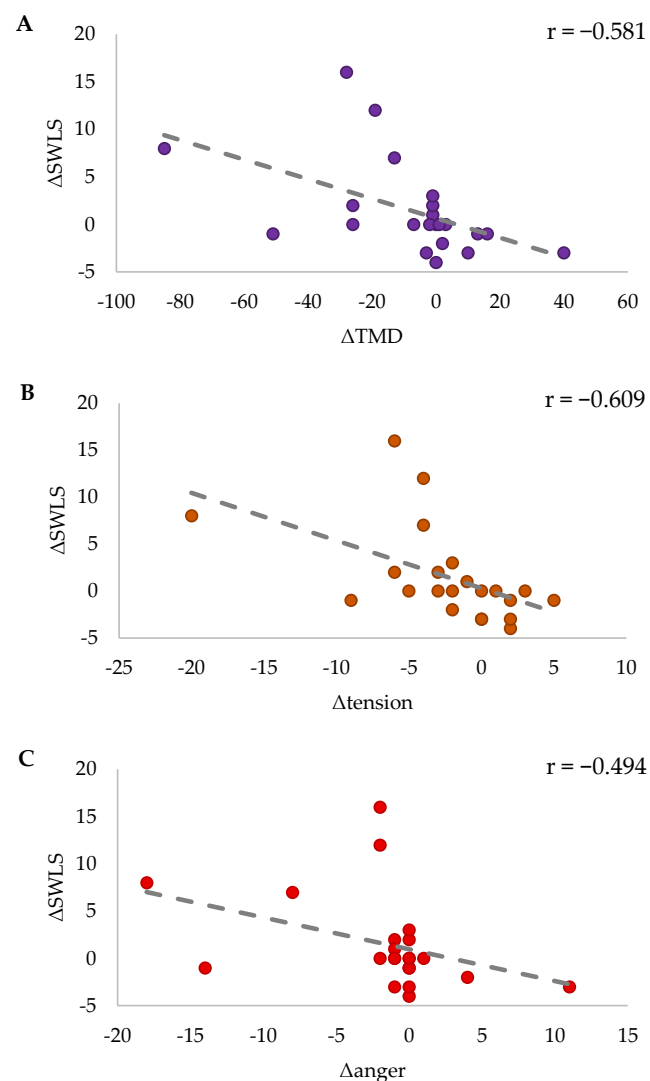 A
r = −0.581
20
15
10
5
0
-5
ΔSWLS
-100 -80 -60 -40 -20 0 20 40 60
ΔTMD
B
r = −0.609
20
15
10
5
0
-5
ΔSWLS
-25 -20 -15 -10 -5 0 5 10
Δtension
C
r = −0.494
20
15
10
5
0
-5
ΔSWLS
-20 -15 -10 -5 0 5 10 15
Δanger